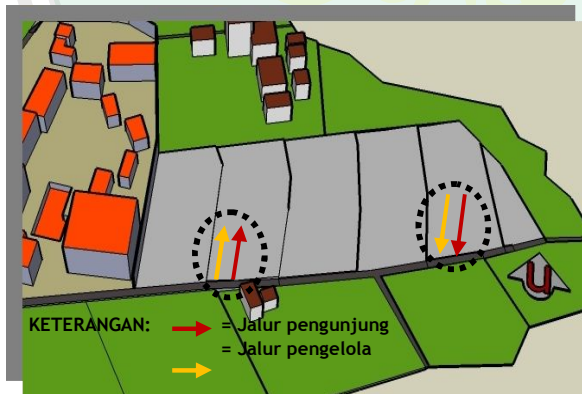 U
KETERANGAN:
= Jalur pengunjung
= Jalur pengelola